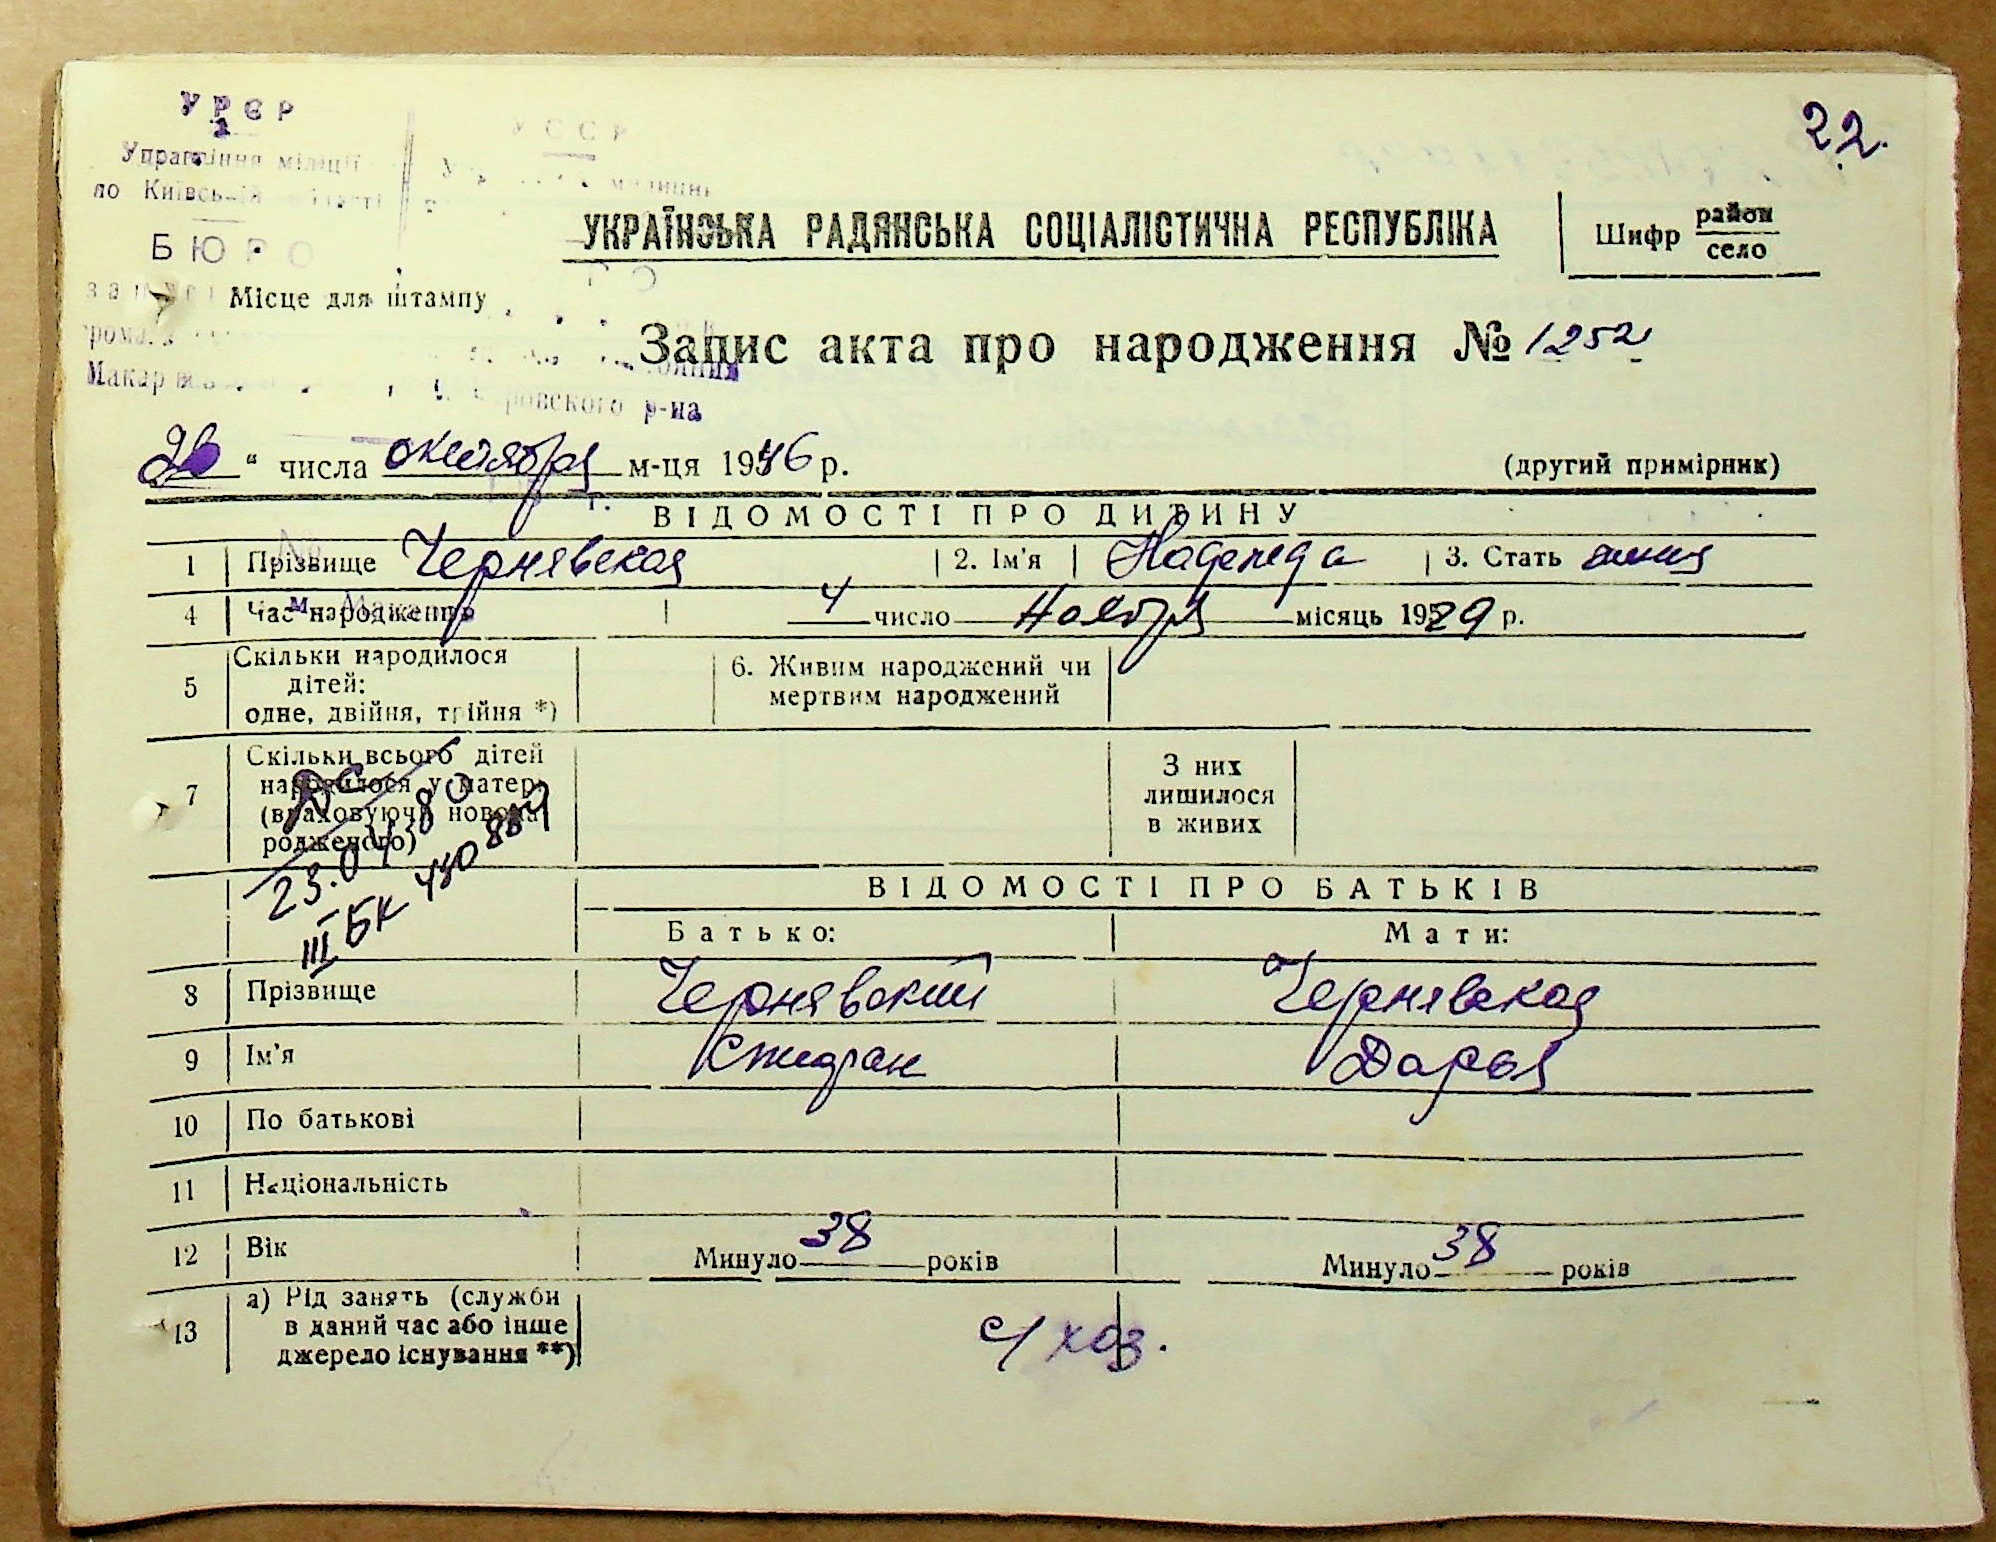 22.
УРСР
Управління міліції
по Київській області
УССР
БЮРО
УКРАЇНСЬКА РАДЯНСЬКА СОЦІАЛІСТИЧНА РЕСПУБЛІКА
Шифр район
село
Місце для штампу
Запис акта про народження № 1252
Макар
ровского р-на
" числа октября м-ця 1946 р.
(другий примірник)
ВІДОМОСТІ ПРО ДИТИНУ
1 Прізвище Чернявская 2. Ім'я Надежда 3. Стать
4 Час народження 4 число Ноября місяць 1929 р.
5 Скільки народилося дітей: одне, двійня, трійня *)
6. Живим народжений чи мертвим народжений
7 Скільки всього дітей народилося у матері (враховуючи новонародженого)
З них лишилося в живих
23.04.80
III БК
ВІДОМОСТІ ПРО БАТЬКІВ
Батько: Мати:
8 Прізвище Чернявский Чернявская
9 Ім'я Дарья
10 По батькові
11 Національність
12 Вік Минуло 38 років Минуло 38 років
13 а) Рід занять (служби в даний час або інше джерело існування **)
с/хоз.